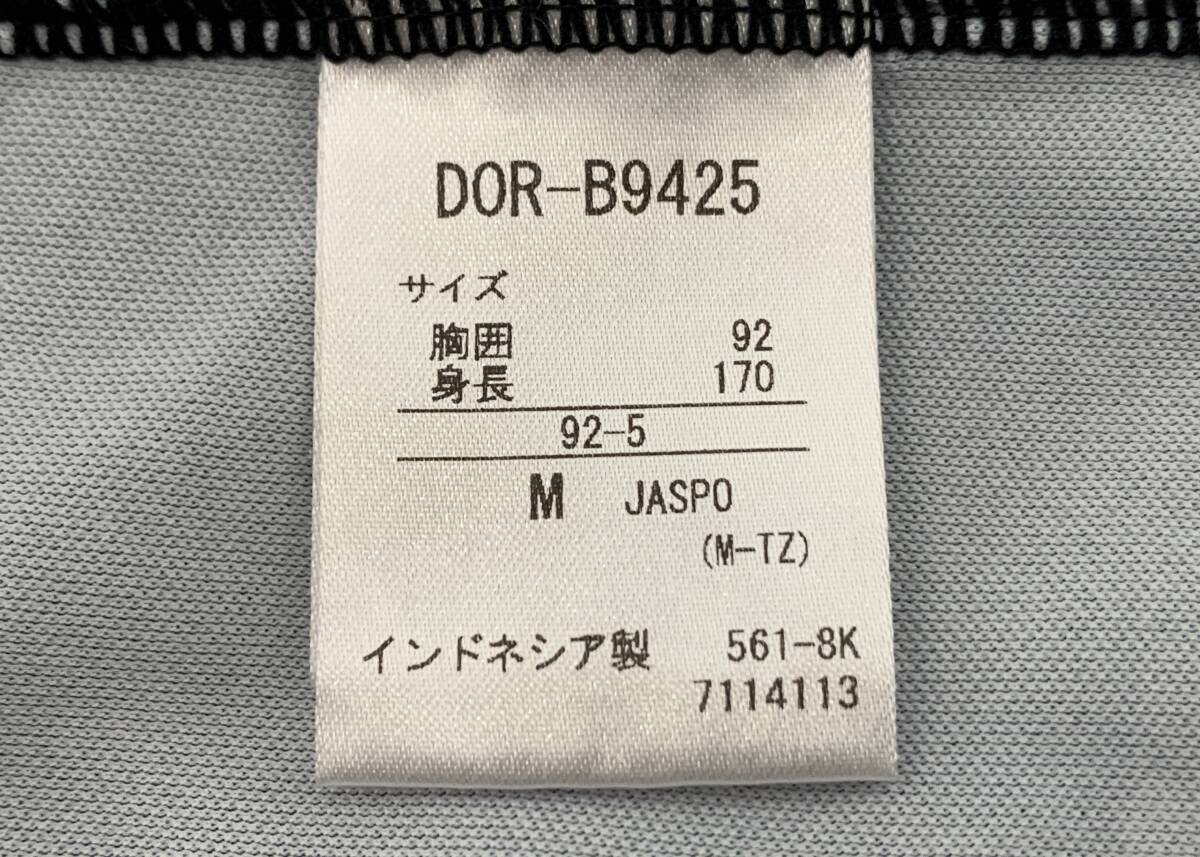 DOR-B9425
サイズ
胸囲 92
身長 170
92-5
M JASPO
(M-TZ)
インドネシア製 561-8K
7114113